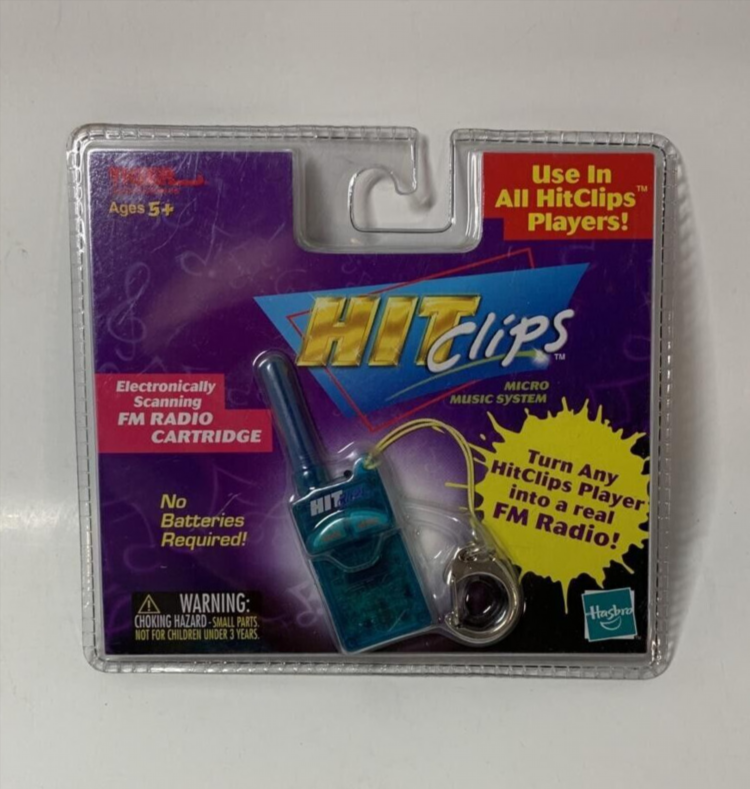 Ages 5+
Use In
All HitClips™
Players!
HIT
Clips™
MICRO
MUSIC SYSTEM
Electronically
Scanning
FM RADIO
CARTRIDGE
Turn Any
HitClips Player
into a real
FM Radio!
No
Batteries
Required!
HIT
⚠ WARNING:
CHOKING HAZARD - SMALL PARTS.
NOT FOR CHILDREN UNDER 3 YEARS.
Hasbro